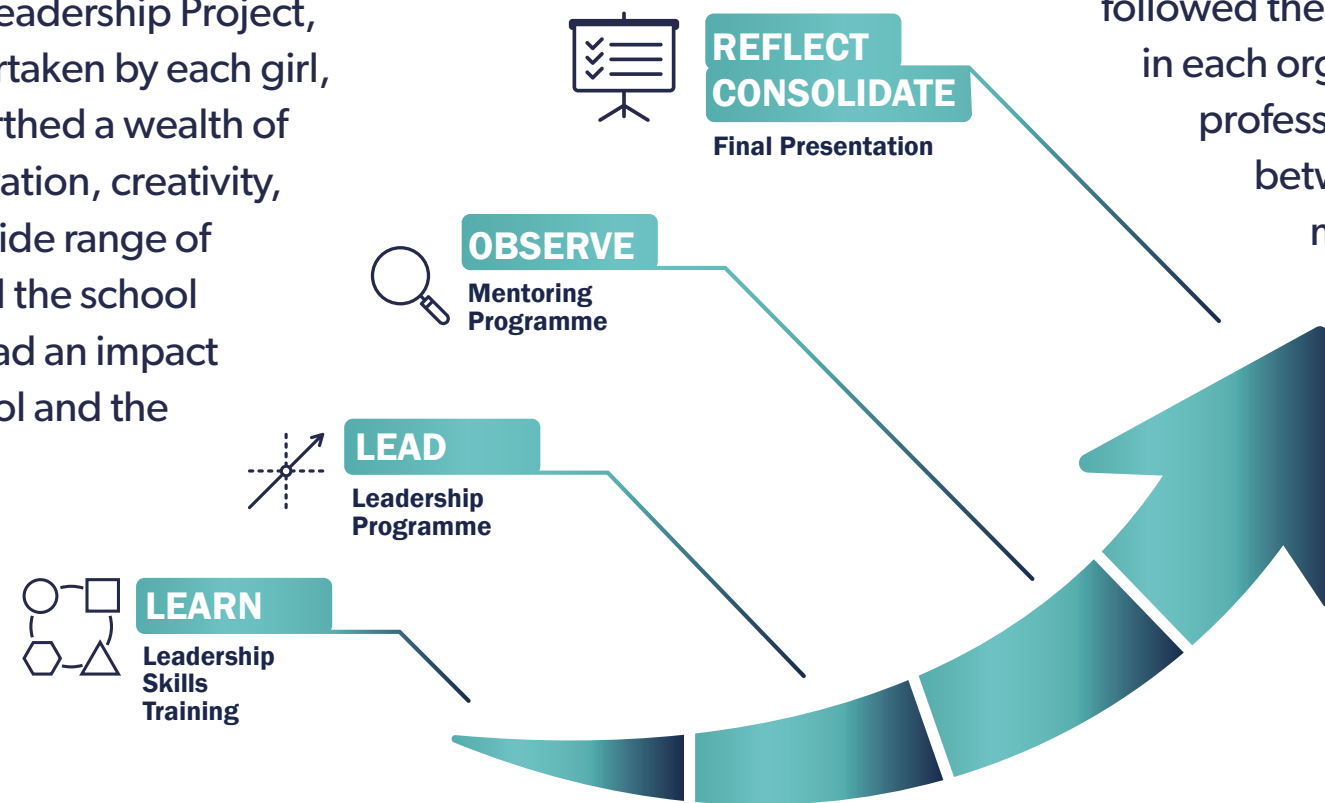 eadership Project,
rtaken by each girl,
rthed a wealth of
ation, creativity,
ide range of
l the school
ad an impact
ol and the
REFLECT
CONSOLIDATE
Final Presentation
OBSERVE
Mentoring
Programme
LEAD
Leadership
Programme
LEARN
Leadership
Skills
Training
followed the
in each org
profess
betw